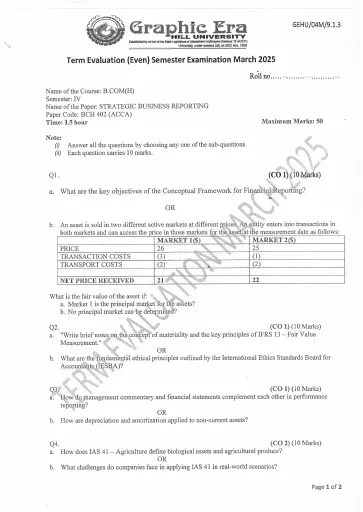 GEHU/04M/9.1.3
Graphic Era
HILL UNIVERSITY
University under section 2(f) of UGC Act, 1956
Term Evaluation (Even) Semester Examination March 2025
Roll no.
Name of the Course: B.COM(H)
Semester: IV
Name of the Paper: STRATEGIC BUSINESS REPORTING
Paper Code: BCH 402 (ACCA)
Time: 1.5 hour Maximum Marks: 50
Note:
(i) Answer all the questions by choosing any one of the sub-questions
(ii) Each question carries 10 marks.
Q1. (CO 1) (10 Marks)
a. What are the key objectives of the Conceptual Framework for Financial Reporting?
OR
b. An asset is sold in two different active markets at different prices. An entity enters into transactions in
both markets and can access the price in those markets for the asset at the measurement date as follows:
MARKET 1($) MARKET 2($)
PRICE 26 25
TRANSACTION COSTS (3) (1)
TRANSPORT COSTS (2) (2)
NET PRICE RECEIVED 21 22
What is the fair value of the asset if:
a. Market 1 is the principal market for the assets?
b. No principal market can be determined?
Q2. (CO 1) (10 Marks)
a. "Write brief notes on the concept of materiality and the key principles of IFRS 13 – Fair Value
Measurement."
OR
b. What are the fundamental ethical principles outlined by the International Ethics Standards Board for
Accountants (IESBA)?
Q3. (CO 1) (10 Marks)
a. How do management commentary and financial statements complement each other in performance
reporting?
OR
b. How are depreciation and amortization applied to non-current assets?
Q4. (CO 2) (10 Marks)
a. How does IAS 41 – Agriculture define biological assets and agricultural produce?
OR
b. What challenges do companies face in applying IAS 41 in real-world scenarios?
Page 1 of 2
TERM EVALUATION MARCH 2025